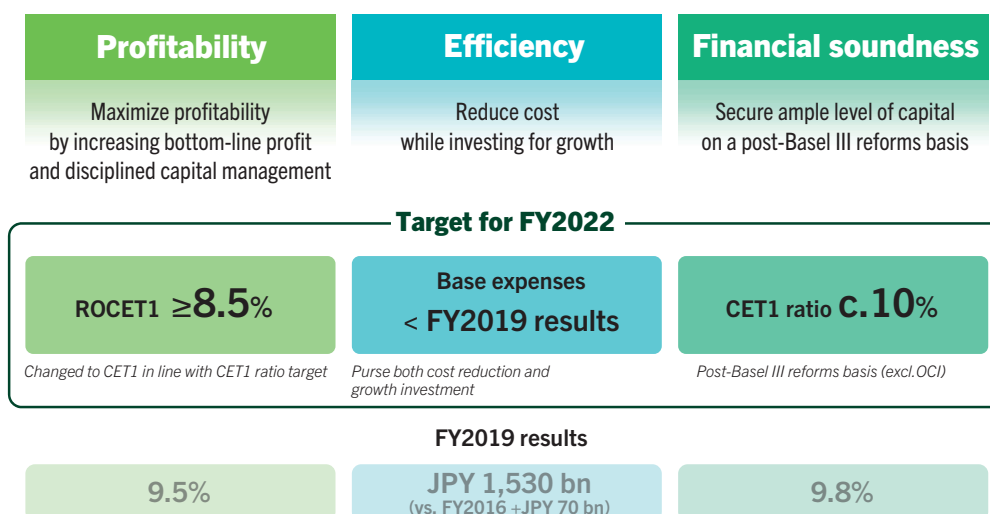 Profitability
Maximize profitability
by increasing bottom-line profit
and disciplined capital management
Efficiency
Reduce cost
while investing for growth
Financial soundness
Secure ample level of capital
on a post-Basel III reforms basis
Target for FY2022
ROCET1 ≥8.5%
Changed to CET1 in line with CET1 ratio target
Base expenses
< FY2019 results
Purse both cost reduction and
growth investment
CET1 ratio c.10%
Post-Basel III reforms basis (excl.OCI)
FY2019 results
9.5%
JPY 1,530 bn
(vs. FY2016 +JPY 70 bn)
9.8%